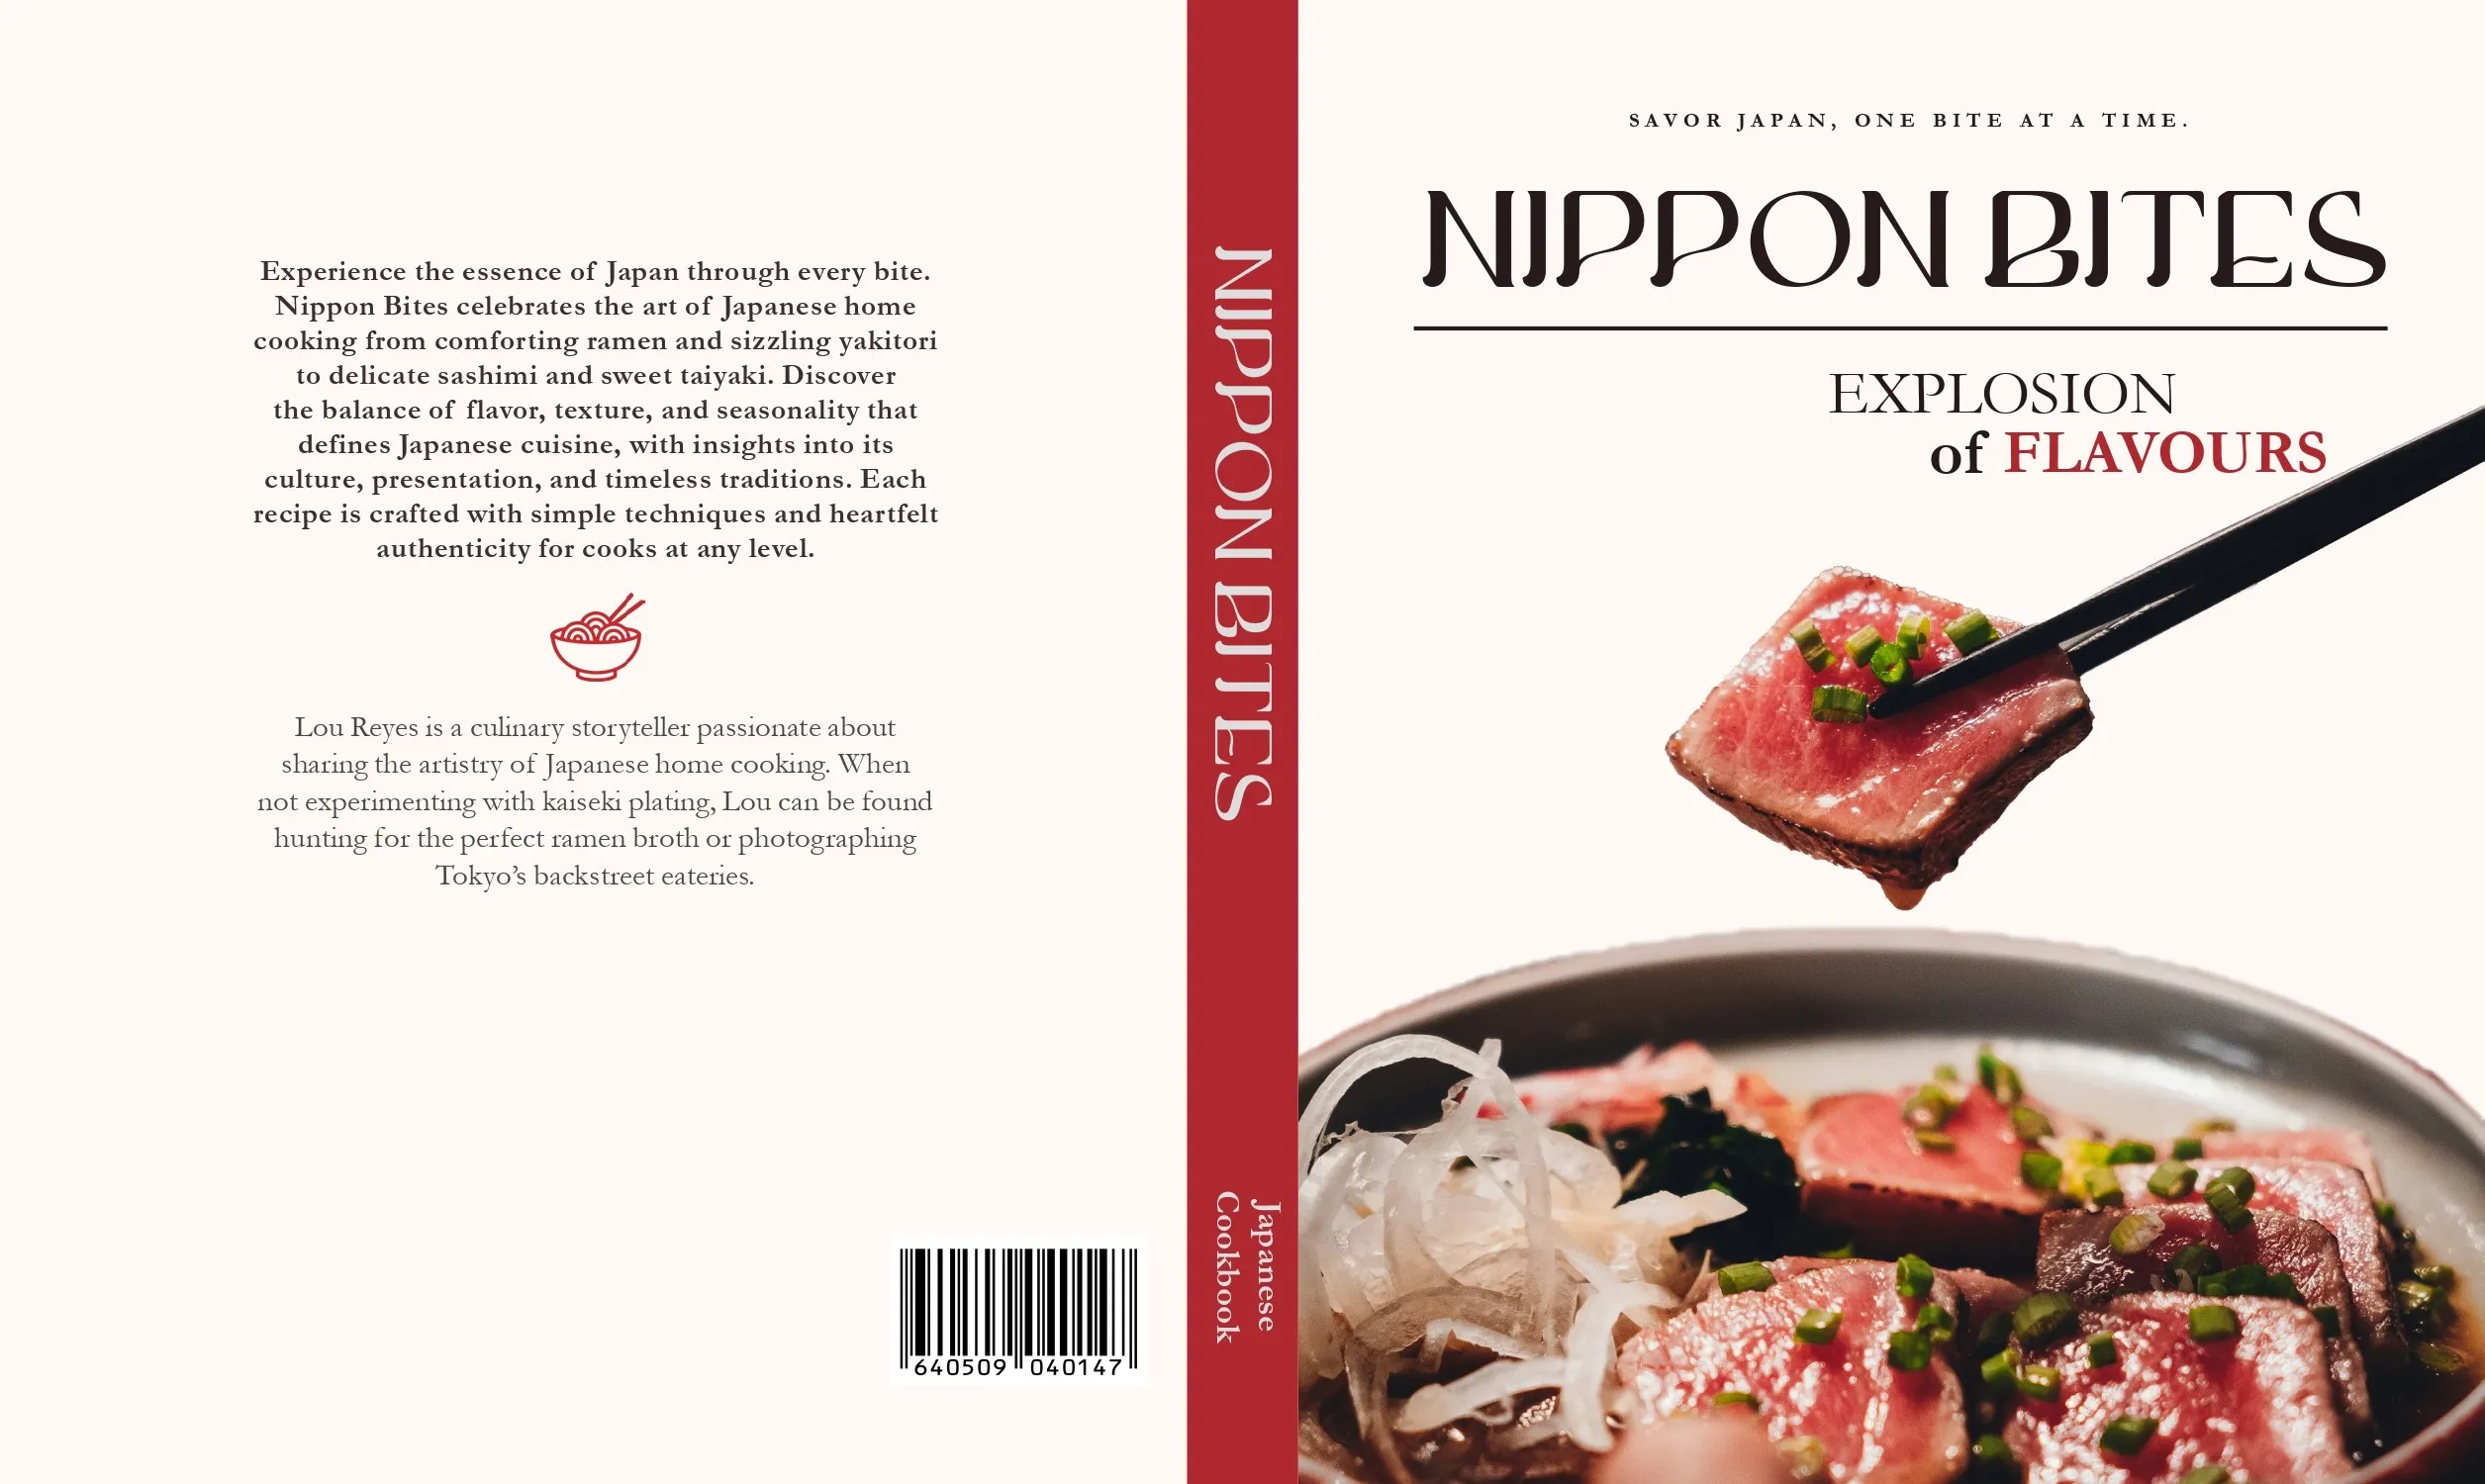 Experience the essence of Japan through every bite.
Nippon Bites celebrates the art of Japanese home
cooking from comforting ramen and sizzling yakitori
to delicate sashimi and sweet taiyaki. Discover
the balance of flavor, texture, and seasonality that
defines Japanese cuisine, with insights into its
culture, presentation, and timeless traditions. Each
recipe is crafted with simple techniques and heartfelt
authenticity for cooks at any level.
Lou Reyes is a culinary storyteller passionate about
sharing the artistry of Japanese home cooking. When
not experimenting with kaiseki plating, Lou can be found
hunting for the perfect ramen broth or photographing
Tokyo’s backstreet eateries.
640509 040147
NIPPON BITES
Japanese
Cookbook
SAVOR JAPAN, ONE BITE AT A TIME.
NIPPON BITES
EXPLOSION
of FLAVOURS